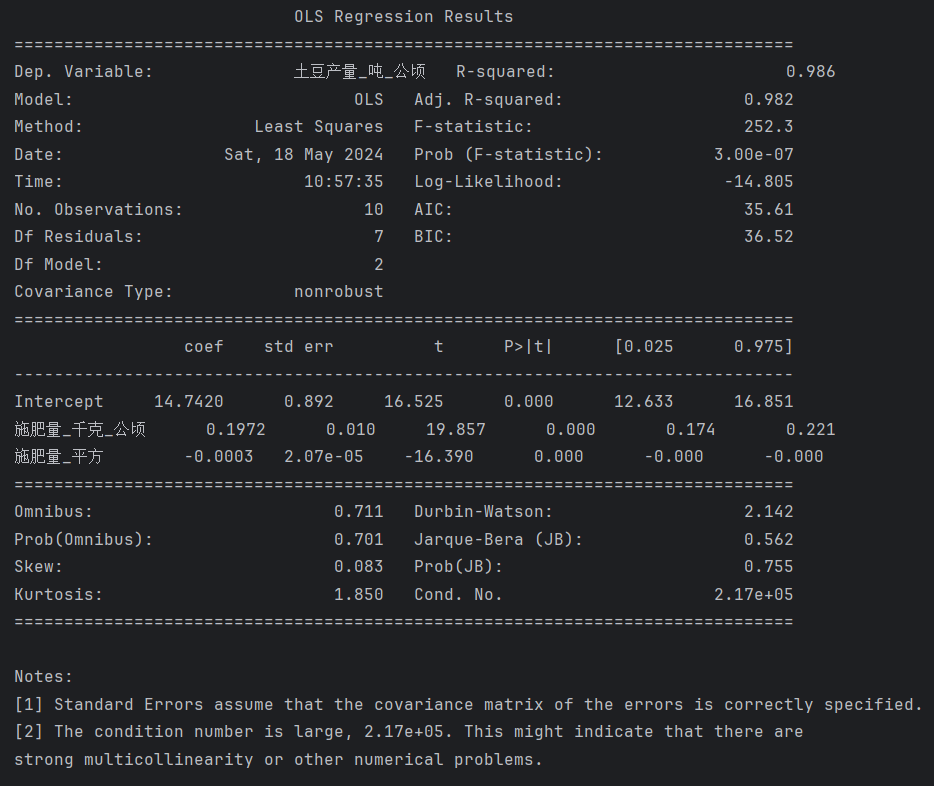 OLS Regression Results
==============================================================================
Dep. Variable: 土豆产量_吨_公顷 R-squared: 0.986
Model: OLS Adj. R-squared: 0.982
Method: Least Squares F-statistic: 252.3
Date: Sat, 18 May 2024 Prob (F-statistic): 3.00e-07
Time: 10:57:35 Log-Likelihood: -14.805
No. Observations: 10 AIC: 35.61
Df Residuals: 7 BIC: 36.52
Df Model: 2
Covariance Type: nonrobust
==============================================================================
coef std err t P>|t| [0.025 0.975]
------------------------------------------------------------------------------
Intercept 14.7420 0.892 16.525 0.000 12.633 16.851
施肥量_千克_公顷 0.1972 0.010 19.857 0.000 0.174 0.221
施肥量_平方 -0.0003 2.07e-05 -16.390 0.000 -0.000 -0.000
==============================================================================
Omnibus: 0.711 Durbin-Watson: 2.142
Prob(Omnibus): 0.701 Jarque-Bera (JB): 0.562
Skew: 0.083 Prob(JB): 0.755
Kurtosis: 1.850 Cond. No. 2.17e+05
==============================================================================
Notes:
[1] Standard Errors assume that the covariance matrix of the errors is correctly specified.
[2] The condition number is large, 2.17e+05. This might indicate that there are
strong multicollinearity or other numerical problems.